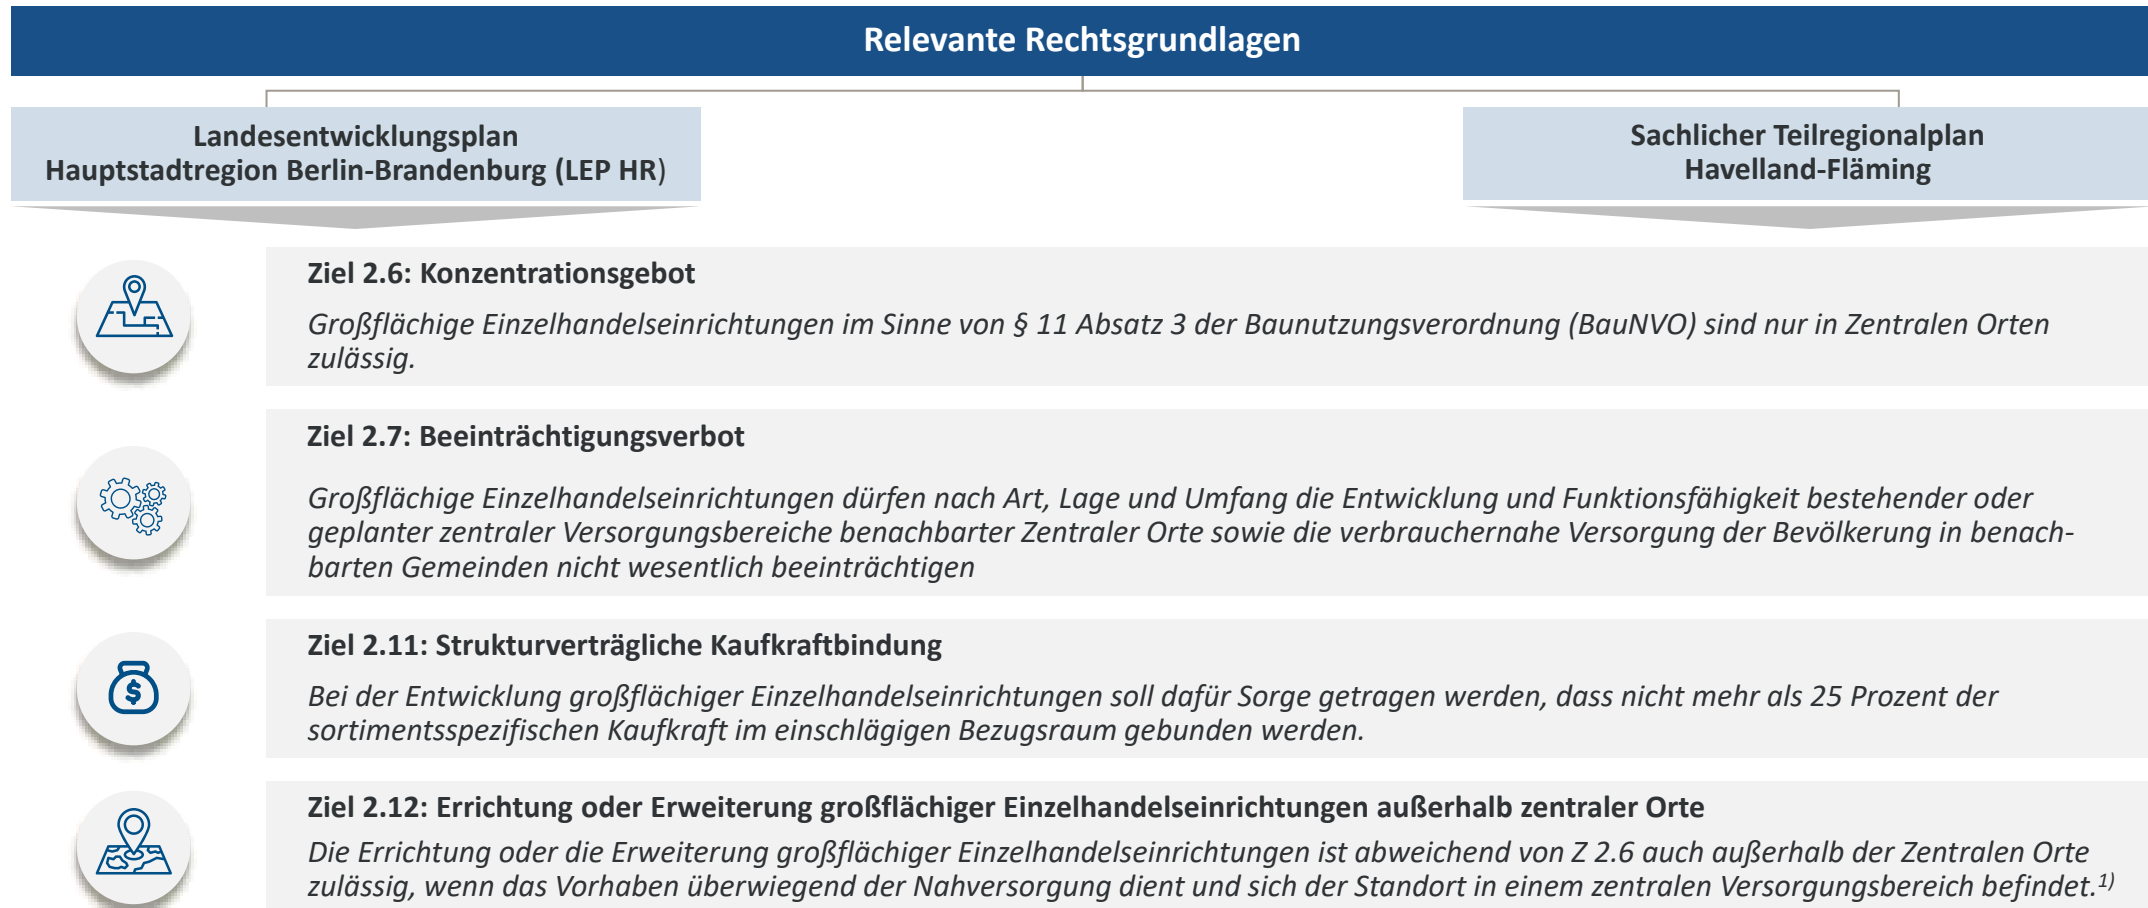 Relevante Rechtsgrundlagen
Landesentwicklungsplan
Hauptstadtregion Berlin-Brandenburg (LEP HR)
Sachlicher Teilregionalplan
Havelland-Fläming
Ziel 2.6: Konzentrationsgebot
Großflächige Einzelhandelseinrichtungen im Sinne von § 11 Absatz 3 der Baunutzungsverordnung (BauNVO) sind nur in Zentralen Orten
zulässig.
Ziel 2.7: Beeinträchtigungsverbot
Großflächige Einzelhandelseinrichtungen dürfen nach Art, Lage und Umfang die Entwicklung und Funktionsfähigkeit bestehender oder
geplanter zentraler Versorgungsbereiche benachbarter Zentraler Orte sowie die verbrauchernahe Versorgung der Bevölkerung in benach-
barten Gemeinden nicht wesentlich beeinträchtigen
$
Ziel 2.11: Strukturverträgliche Kaufkraftbindung
Bei der Entwicklung großflächiger Einzelhandelseinrichtungen soll dafür Sorge getragen werden, dass nicht mehr als 25 Prozent der
sortimentsspezifischen Kaufkraft im einschlägigen Bezugsraum gebunden werden.
Ziel 2.12: Errichtung oder Erweiterung großflächiger Einzelhandelseinrichtungen außerhalb zentraler Orte
Die Errichtung oder die Erweiterung großflächiger Einzelhandelseinrichtungen ist abweichend von Z 2.6 auch außerhalb der Zentralen Orte
zulässig, wenn das Vorhaben überwiegend der Nahversorgung dient und sich der Standort in einem zentralen Versorgungsbereich befindet.1)